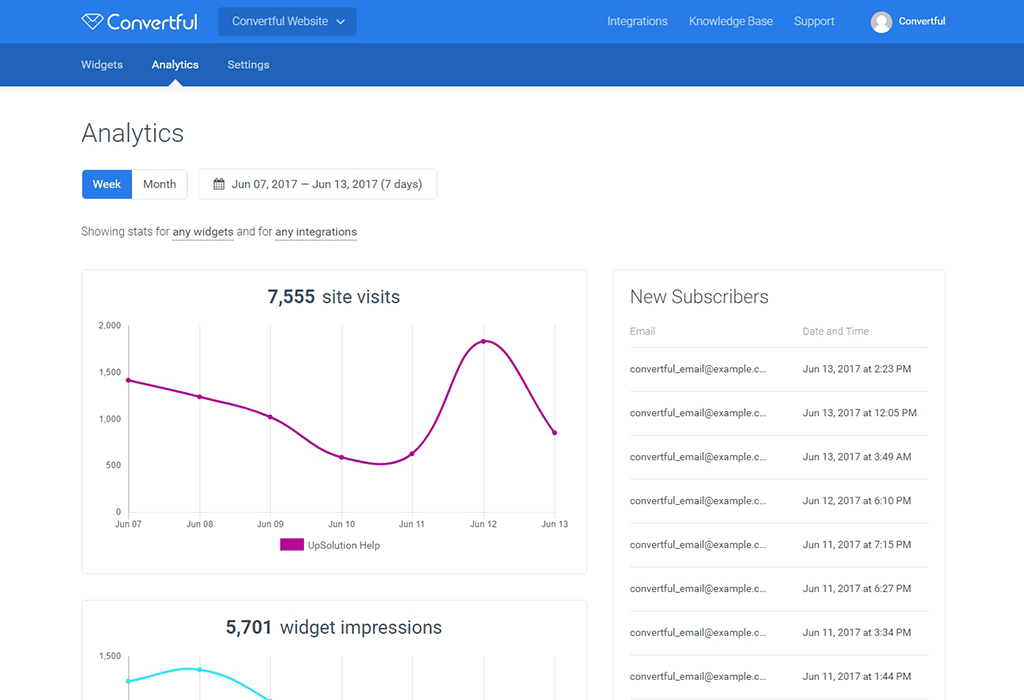 Convertful
Convertful Website
Integrations Knowledge Base Support Convertful
Widgets Analytics Settings
Analytics
Week Month Jun 07, 2017 — Jun 13, 2017 (7 days)
Showing stats for any widgets and for any integrations
7,555 site visits
2,000
1,500
1,000
500
0
Jun 07 Jun 08 Jun 09 Jun 10 Jun 11 Jun 12 Jun 13
UpSolution Help
5,701 widget impressions
1,500
New Subscribers
Email Date and Time
convertful_email@example.c... Jun 13, 2017 at 2:23 PM
convertful_email@example.c... Jun 13, 2017 at 12:05 PM
convertful_email@example.c... Jun 13, 2017 at 3:49 AM
convertful_email@example.c... Jun 12, 2017 at 6:10 PM
convertful_email@example.c... Jun 11, 2017 at 7:15 PM
convertful_email@example.c... Jun 11, 2017 at 6:27 PM
convertful_email@example.c... Jun 11, 2017 at 3:34 PM
convertful_email@example.c... Jun 11, 2017 at 1:44 PM